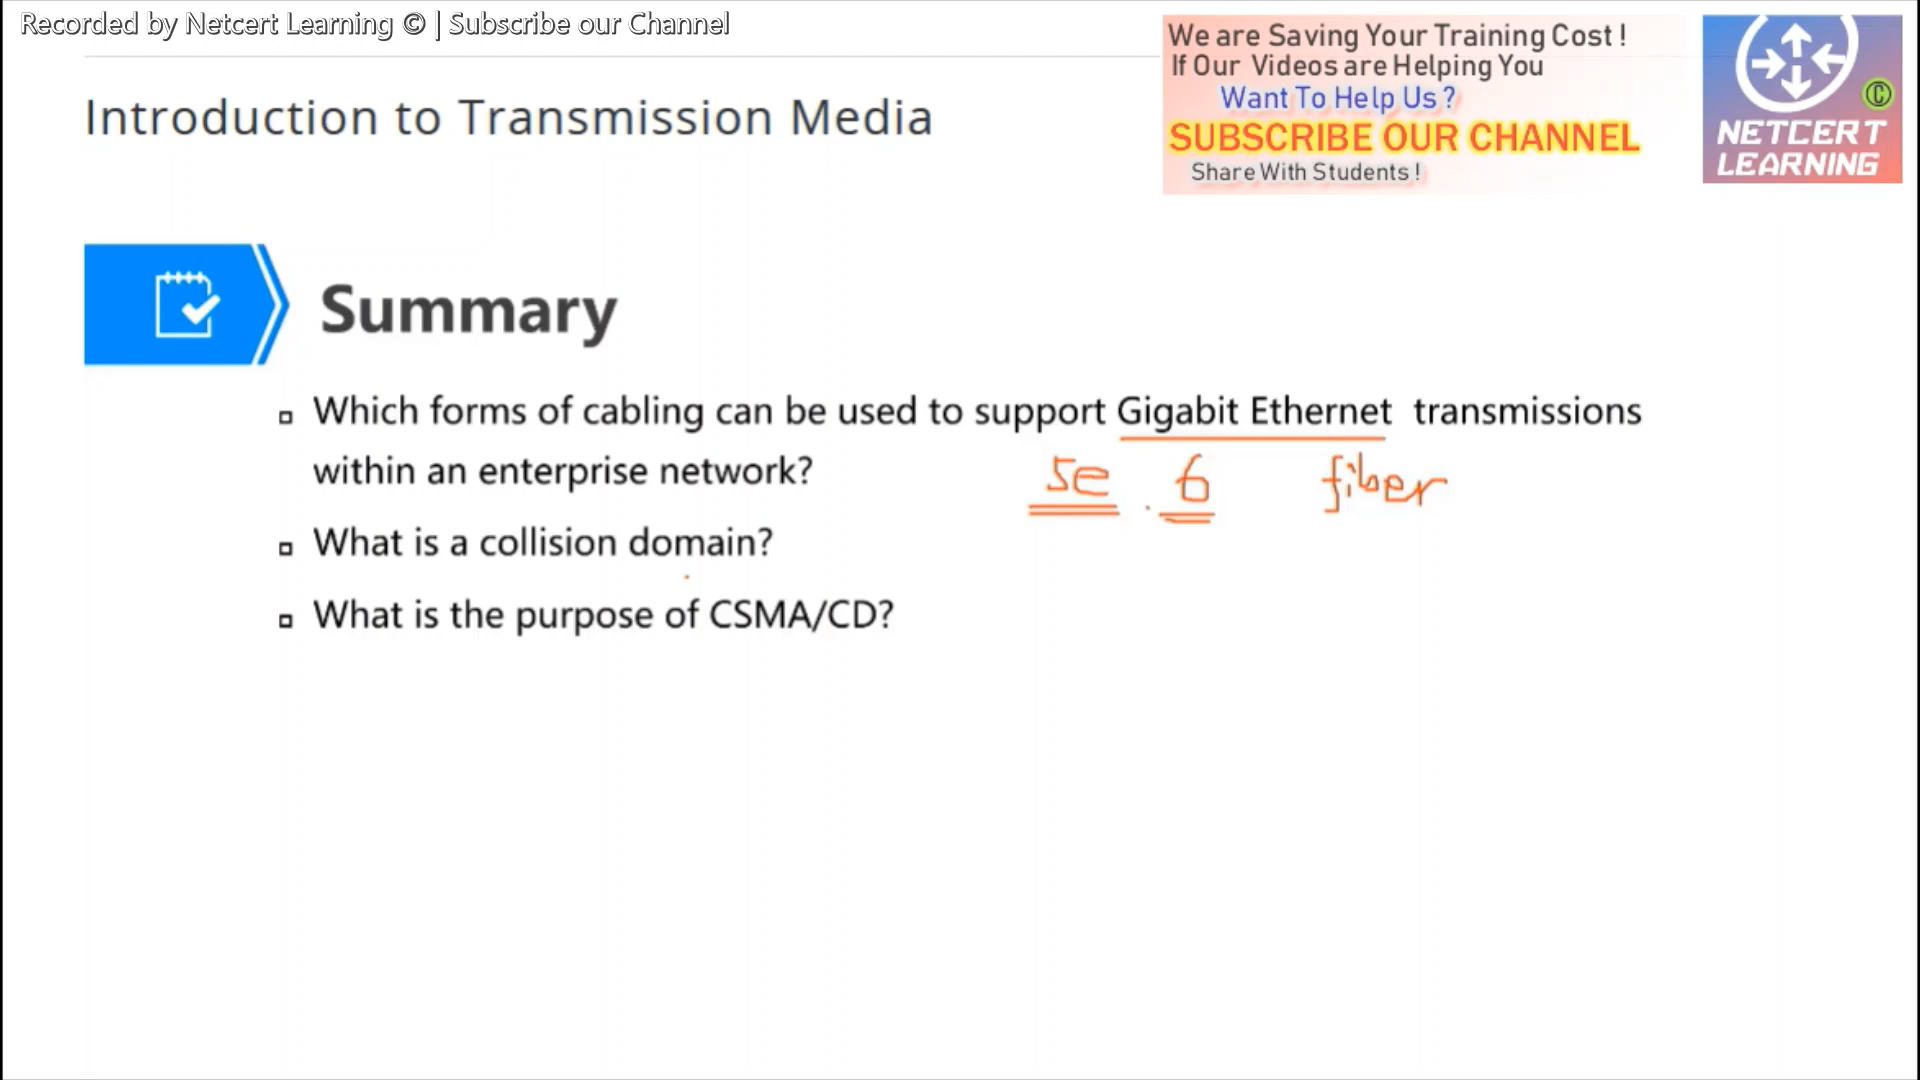 Recorded by Netcert Learning © | Subscribe our Channel
We are Saving Your Training Cost !
If Our Videos are Helping You
Want To Help Us ?
SUBSCRIBE OUR CHANNEL
Share With Students !
©
NETCERT
LEARNING
Introduction to Transmission Media
Summary
Which forms of cabling can be used to support Gigabit Ethernet transmissions
within an enterprise network?
5e . 6 fiber
What is a collision domain?
What is the purpose of CSMA/CD?